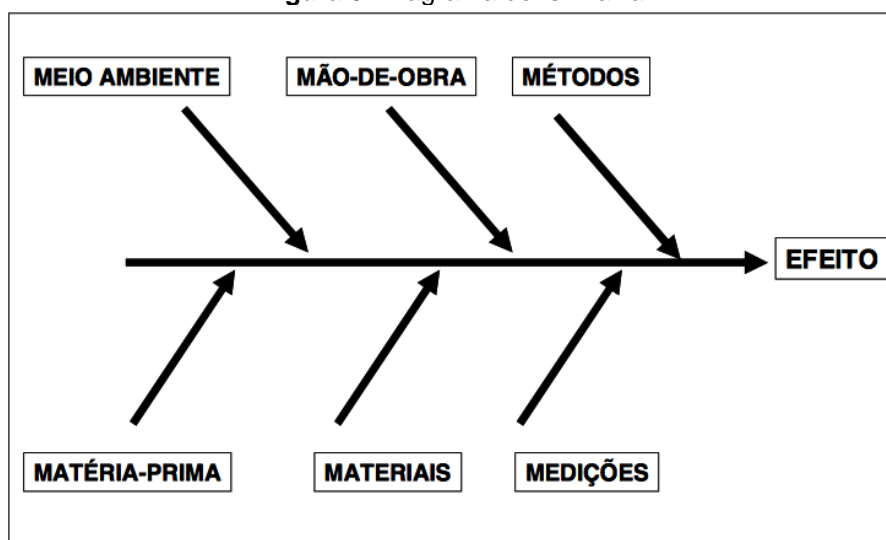 MEIO AMBIENTE
MÃO-DE-OBRA
MÉTODOS
EFEITO
MATÉRIA-PRIMA
MATERIAIS
MEDIÇÕES